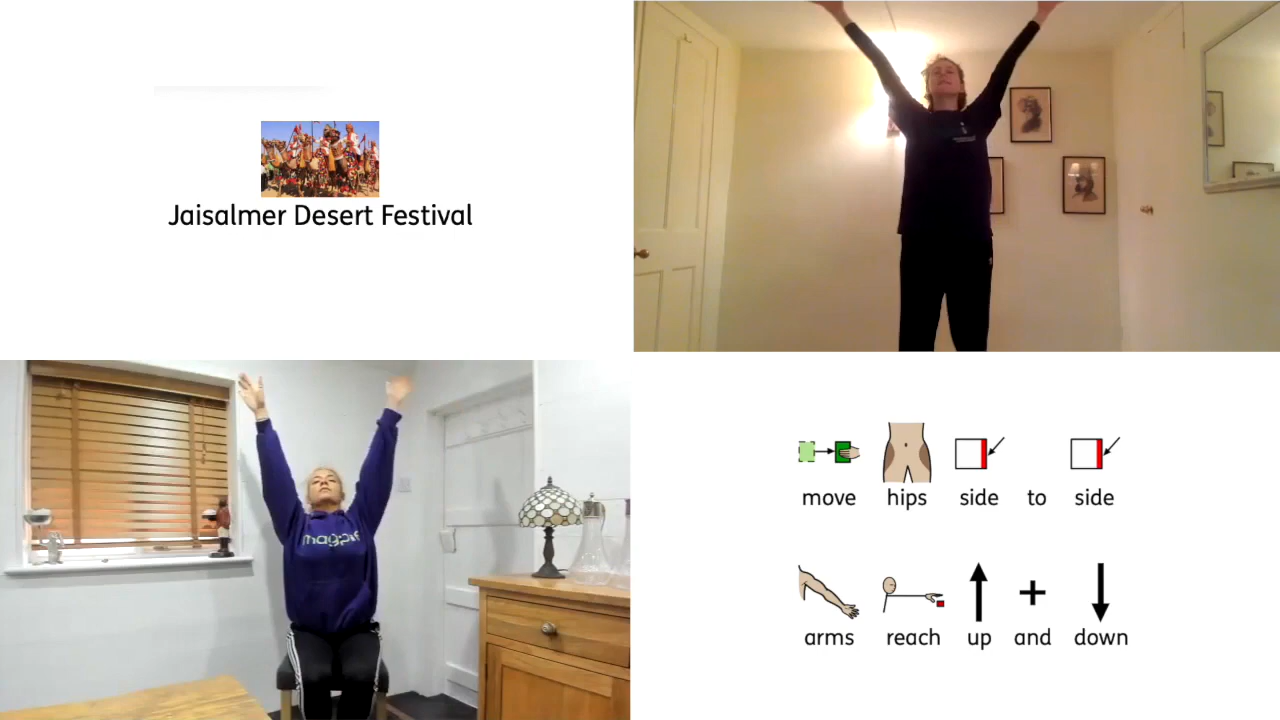 Jaisalmer Desert Festival
magpie
move hips side to side
arms reach up and down